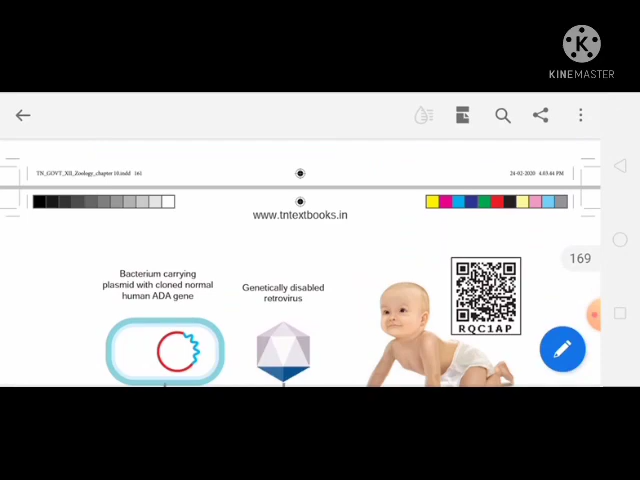 KINEMASTER
TN_GOVT_XII_Zoology_chapter 10.indd 161
24-02-2020 4.03.44 PM
www.tntextbooks.in
169
Bacterium carrying
plasmid with cloned normal
human ADA gene
Genetically disabled
retrovirus
RQC1AP